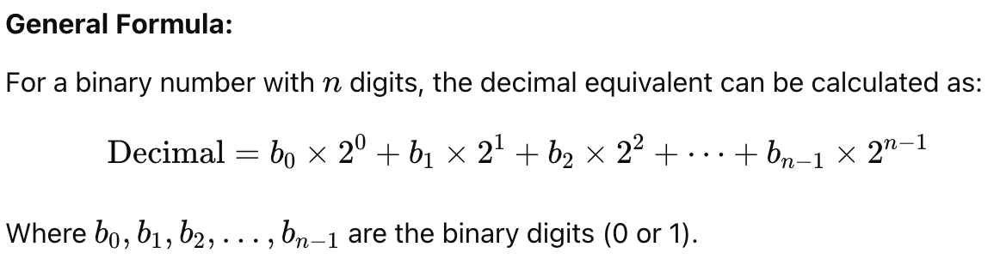 General Formula:
For a binary number with n digits, the decimal equivalent can be calculated as:
Decimal = b₀ × 2⁰ + b₁ × 2¹ + b₂ × 2² + ⋯ + bₙ₋₁ × 2ⁿ⁻¹
Where b₀, b₁, b₂, . . . , bₙ₋₁ are the binary digits (0 or 1).